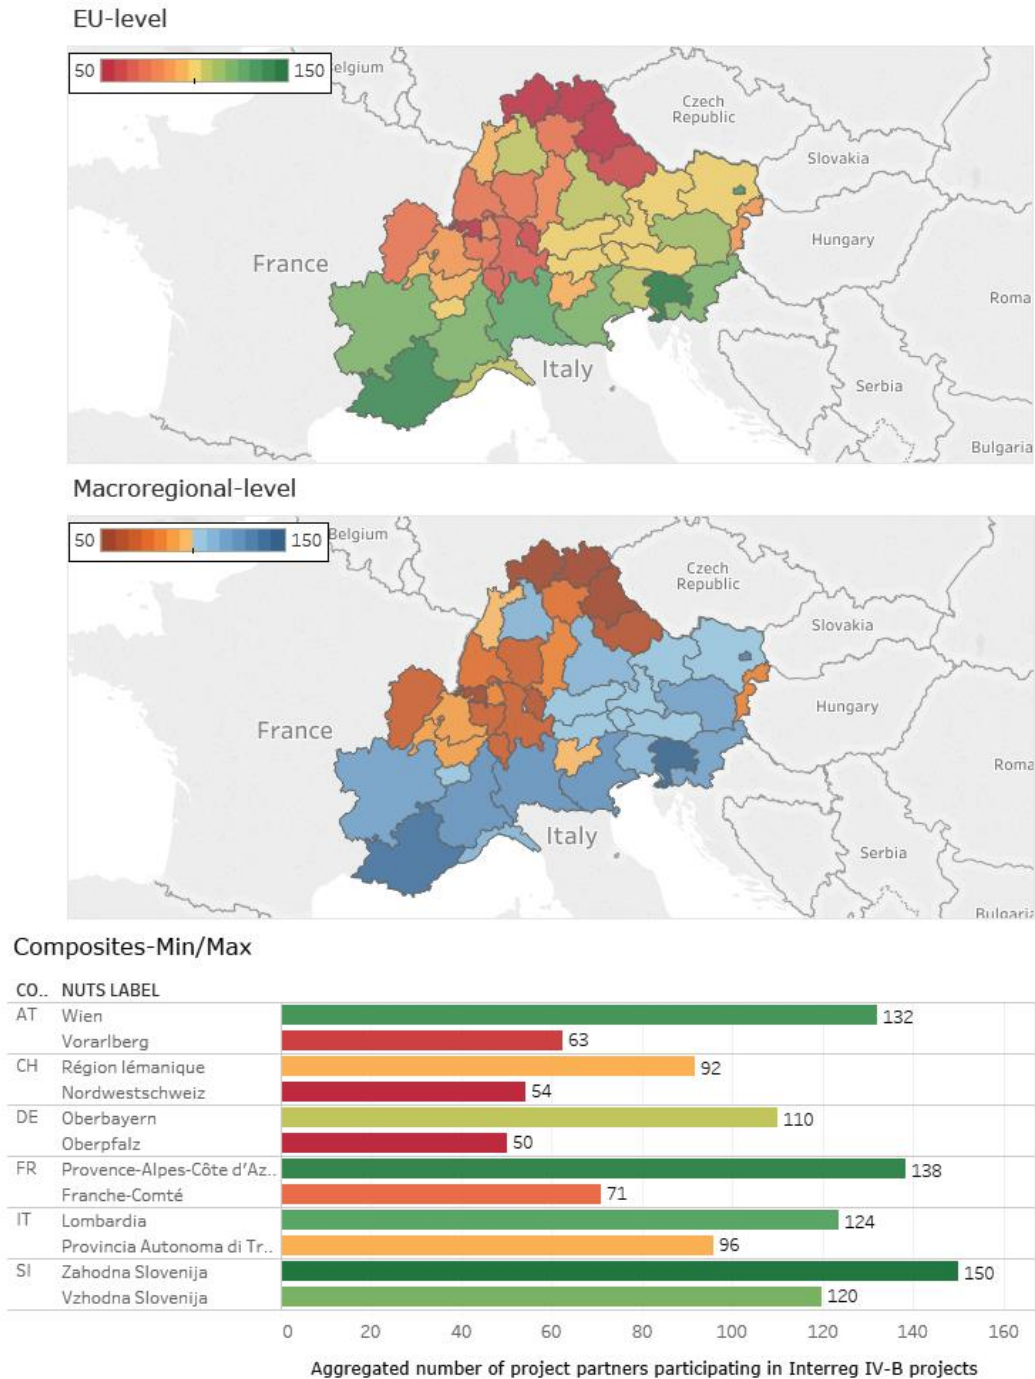 EU-level
50 150
elgium
Czech
Republic
Slovakia
France
Hungary
Roma
Italy
Serbia
Bulgaria
Macroregional-level
50 150
Belgium
Czech
Republic
Slovakia
France
Hungary
Roma
Italy
Serbia
Bulgaria
Composites-Min/Max
CO.. NUTS LABEL
AT Wien 132
Vorarlberg 63
CH Région lémanique 92
Nordwestschweiz 54
DE Oberbayern 110
Oberpfalz 50
FR Provence-Alpes-Côte d'Az.. 138
Franche-Comté 71
IT Lombardia 124
Provincia Autonoma di Tr.. 96
SI Zahodna Slovenija 150
Vzhodna Slovenija 120
0 20 40 60 80 100 120 140 160
Aggregated number of project partners participating in Interreg IV-B projects